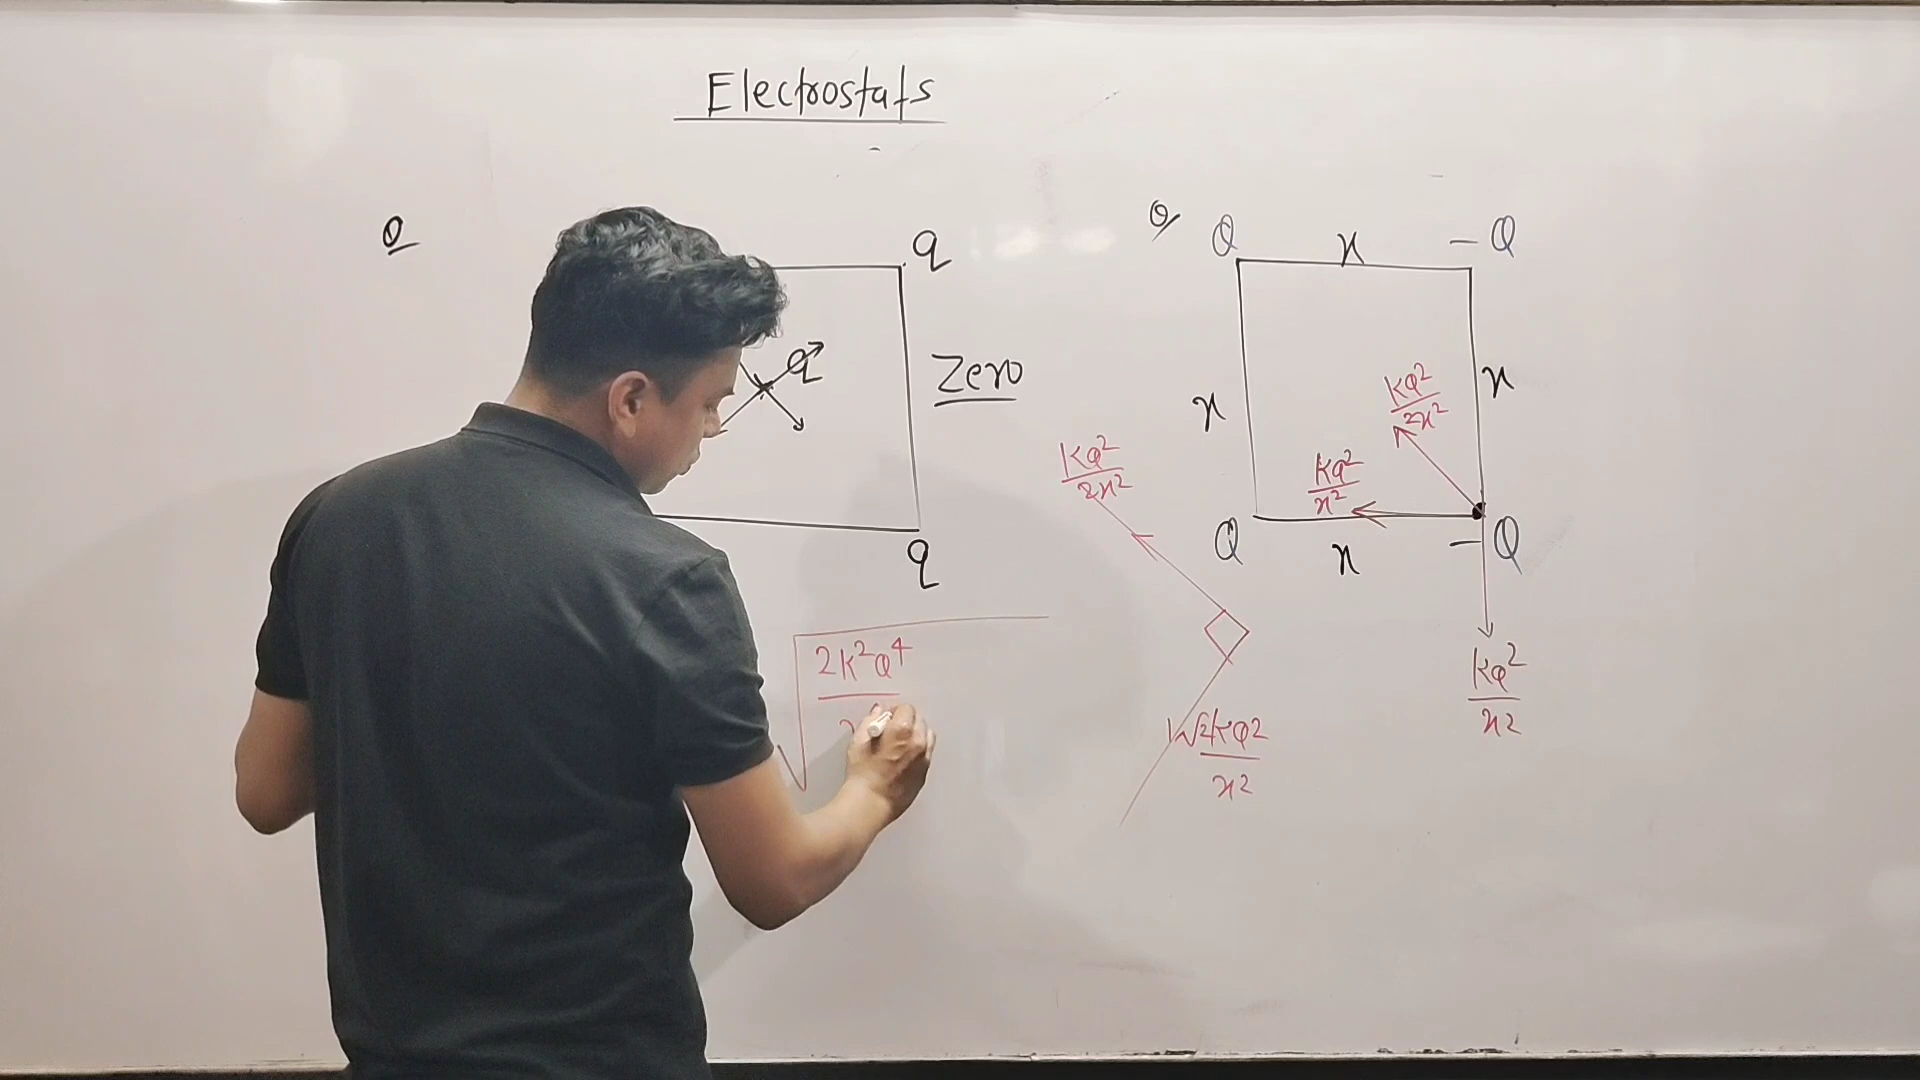 Electrostats
Q
q
q
Zero
q
2K²Q⁴
Q
Q
x
-Q
x
x
KQ²
2x²
KQ²
x²
KQ²
2x²
Q
x
-Q
KQ²
x²
√2KQ²
x²